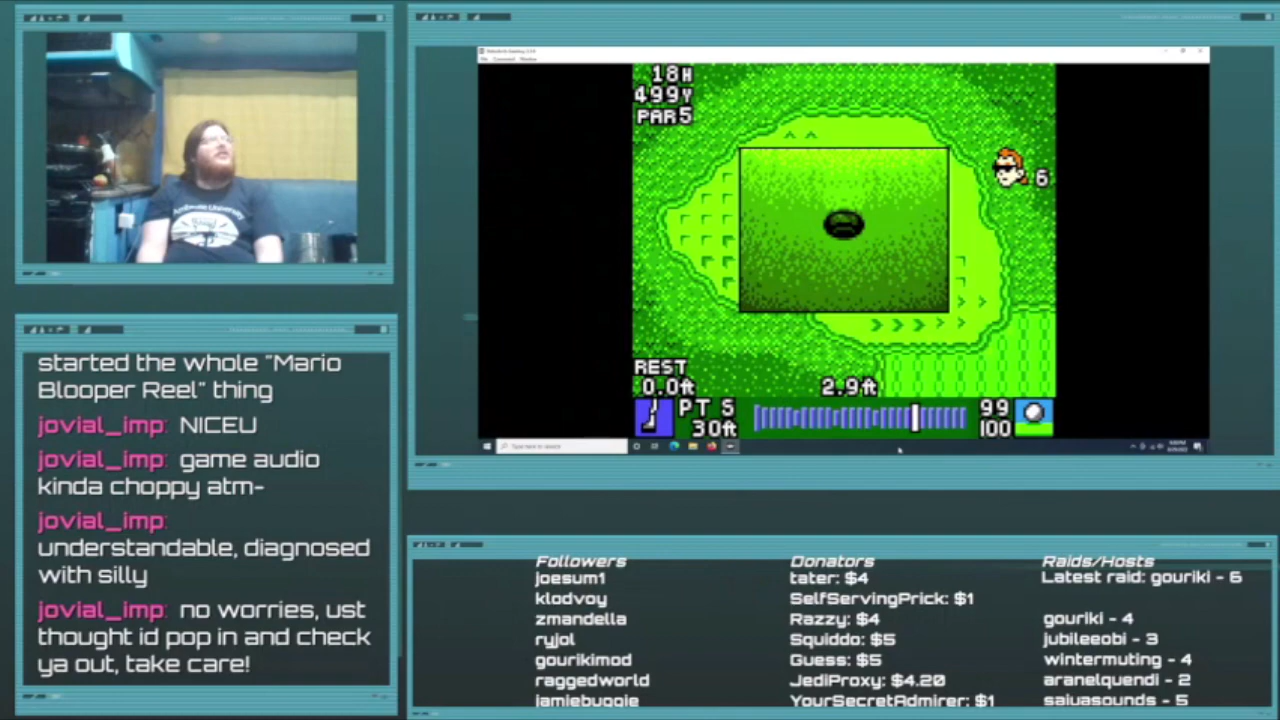 18H
499Y
PAR5
6
REST
0.0ft
2.9ft
PT S
30ft
99
100
Type here to search
started the whole "Mario
Blooper Reel" thing
jovial_imp: NICEU
jovial_imp: game audio
kinda choppy atm-
jovial_imp:
understandable, diagnosed
with silly
jovial_imp: no worries, ust
thought id pop in and check
ya out, take care!
Followers
joesum1
klodvoy
zmandella
ryjol
gourikimod
raggedworld
jamiebuggie
Donators
tater: $4
SelfServingPrick: $1
Razzy: $4
Squiddo: $5
Guess: $5
JediProxy: $4.20
YourSecretAdmirer: $1
Raids/Hosts
Latest raid: gouriki - 6
gouriki - 4
jubileeobi - 3
wintermuting - 4
aranelquendi - 2
saiuasounds - 5